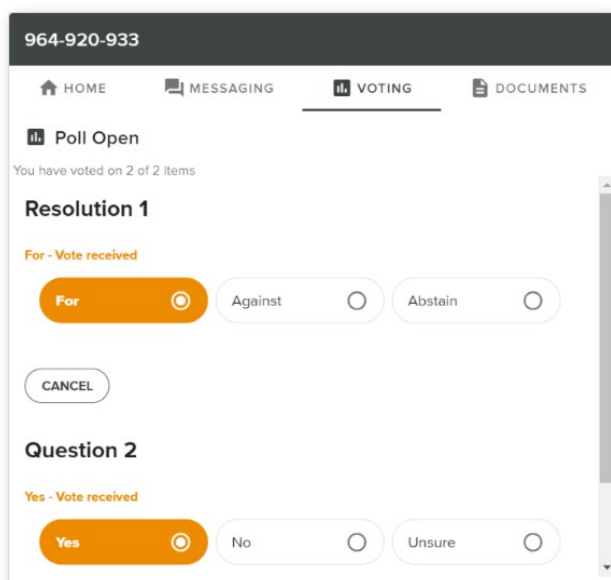 964-920-933
HOME MESSAGING VOTING DOCUMENTS
Poll Open
You have voted on 2 of 2 items
Resolution 1
For - Vote received
For Against Abstain
CANCEL
Question 2
Yes - Vote received
Yes No Unsure